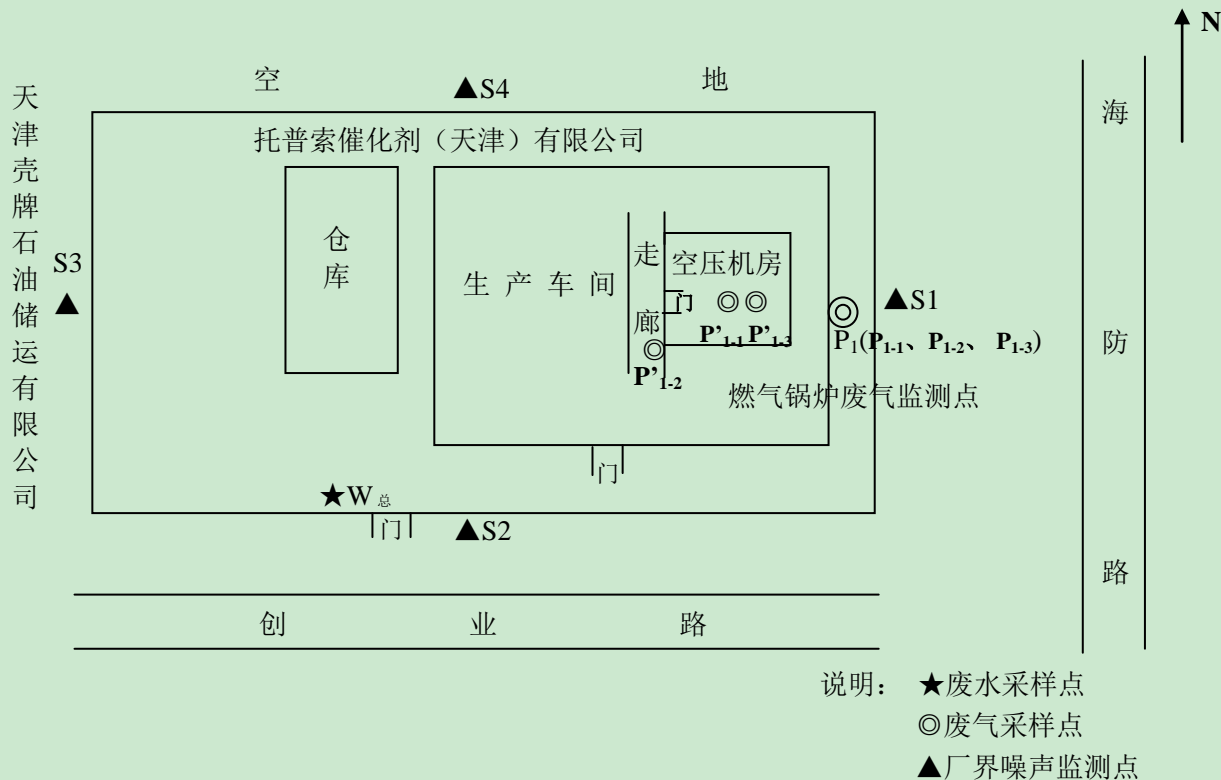 N
空 地
▲S4
海防路
天津壳牌石油储运有限公司
托普索催化剂（天津）有限公司
仓库
生产车间
走廊
空压机房
门
◎◎
P’1-1 P’1-3
◎
P’1-2
S3
▲
▲S1
◎
P1(P1-1、P1-2、 P1-3)
燃气锅炉废气监测点
门
★W总
门
▲S2
创业路
说明： ★废水采样点
◎废气采样点
▲厂界噪声监测点